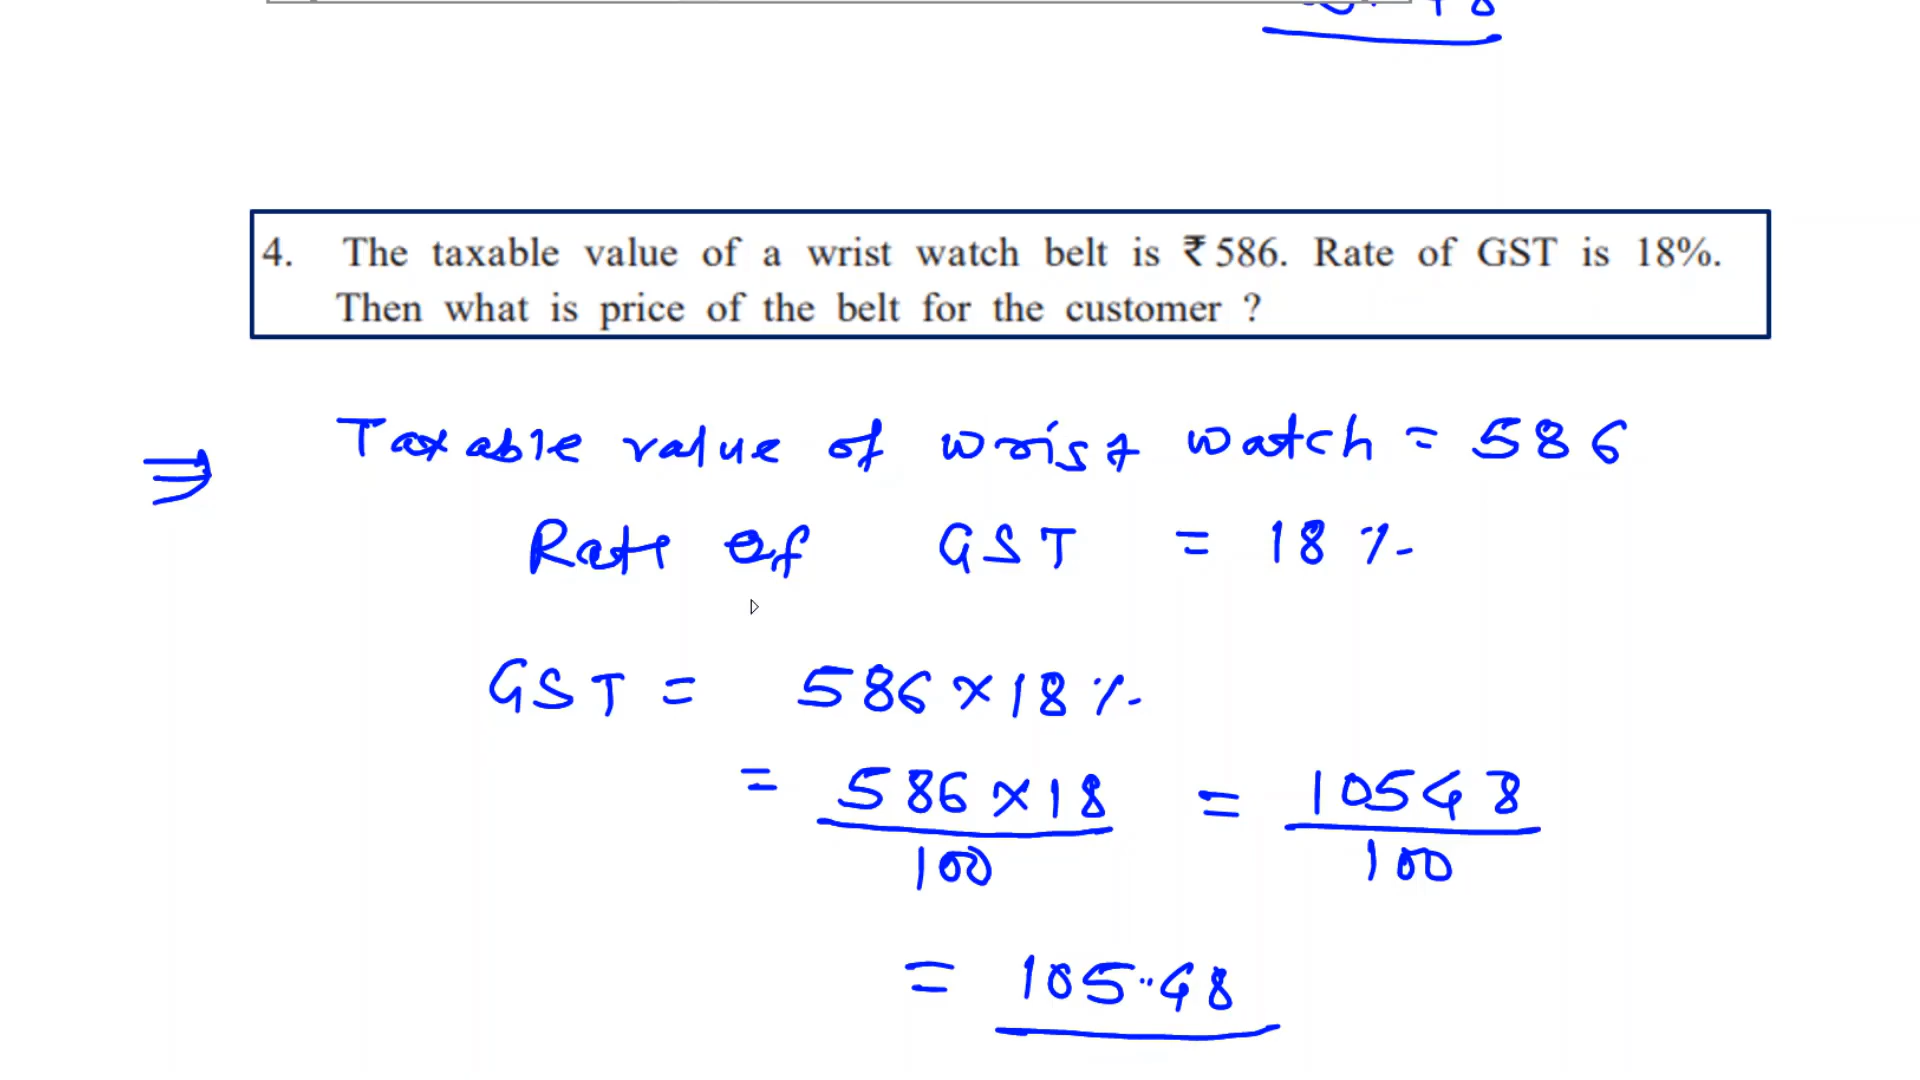 4. The taxable value of a wrist watch belt is ₹586. Rate of GST is 18%.
Then what is price of the belt for the customer ?
⇒ Taxable value of wrist watch = 586
Rate of GST = 18 %
GST = 586 × 18 %
= 586 × 18 / 100 = 10548 / 100
= 105.48